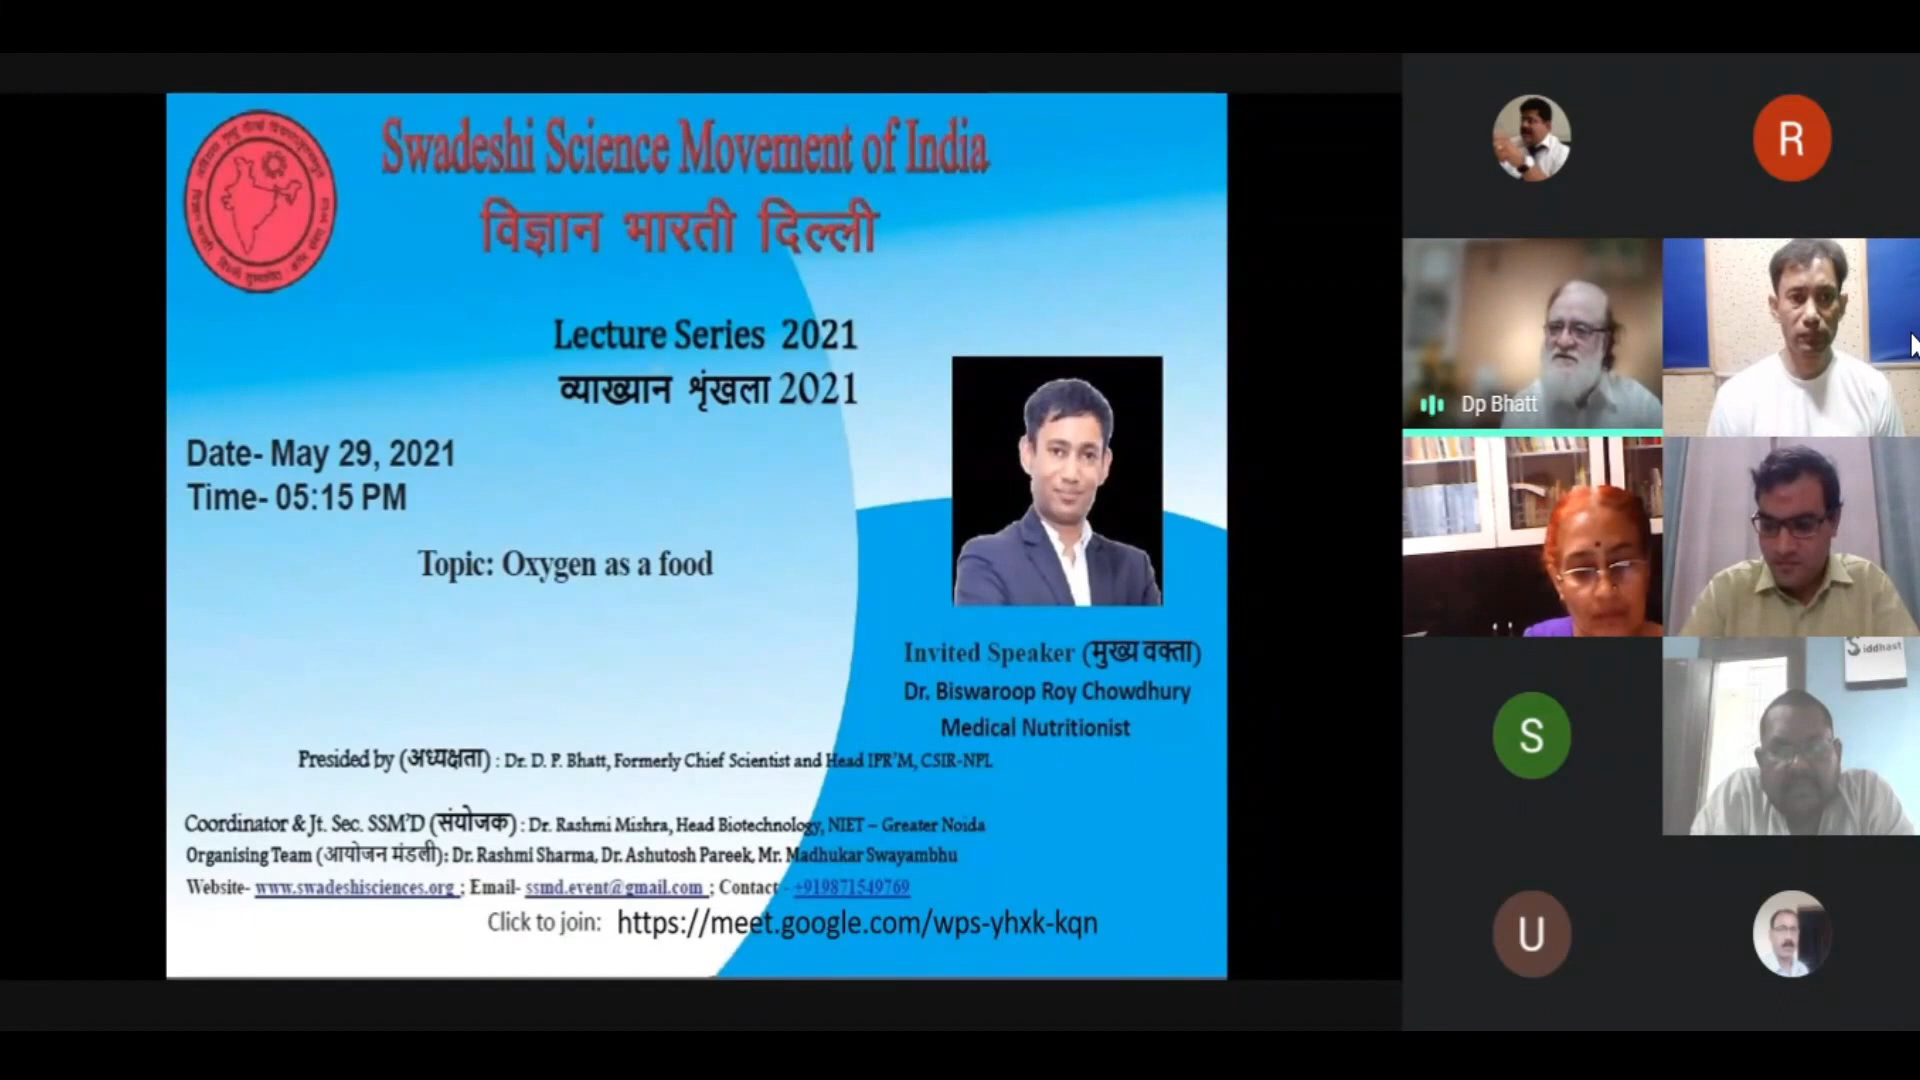 Swadeshi Science Movement of India
विज्ञान भारती दिल्ली
Lecture Series 2021
व्याख्यान शृंखला 2021
Date- May 29, 2021
Time- 05:15 PM
Topic: Oxygen as a food
Invited Speaker (मुख्य वक्ता)
Dr. Biswaroop Roy Chowdhury
Medical Nutritionist
Presided by (अध्यक्षता) : Dr. D. P. Bhatt, Formerly Chief Scientist and Head IPR'M, CSIR-NPL
Coordinator & Jt. Sec. SSM'D (संयोजक) : Dr. Rashmi Mishra, Head Biotechnology, NIET – Greater Noida
Organising Team (आयोजन मंडली): Dr. Rashmi Sharma, Dr. Ashutosh Pareek, Mr. Madhukar Swayambhu
Website- www.swadeshisciences.org ; Email- ssmd.event@gmail.com ; Contact - +919871549769
Click to join: https://meet.google.com/wps-yhxk-kqn
R
Dp Bhatt
Siddhast
S
U